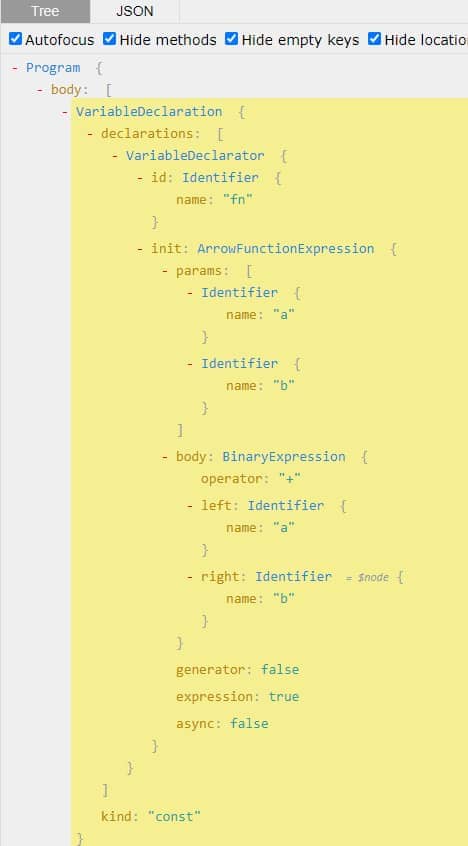 Tree JSON
Autofocus Hide methods Hide empty keys Hide locatio
- Program {
- body: [
- VariableDeclaration {
- declarations: [
- VariableDeclarator {
- id: Identifier {
name: "fn"
}
- init: ArrowFunctionExpression {
- params: [
- Identifier {
name: "a"
}
- Identifier {
name: "b"
}
]
- body: BinaryExpression {
operator: "+"
- left: Identifier {
name: "a"
}
- right: Identifier = $node {
name: "b"
}
}
generator: false
expression: true
async: false
}
}
]
kind: "const"
}